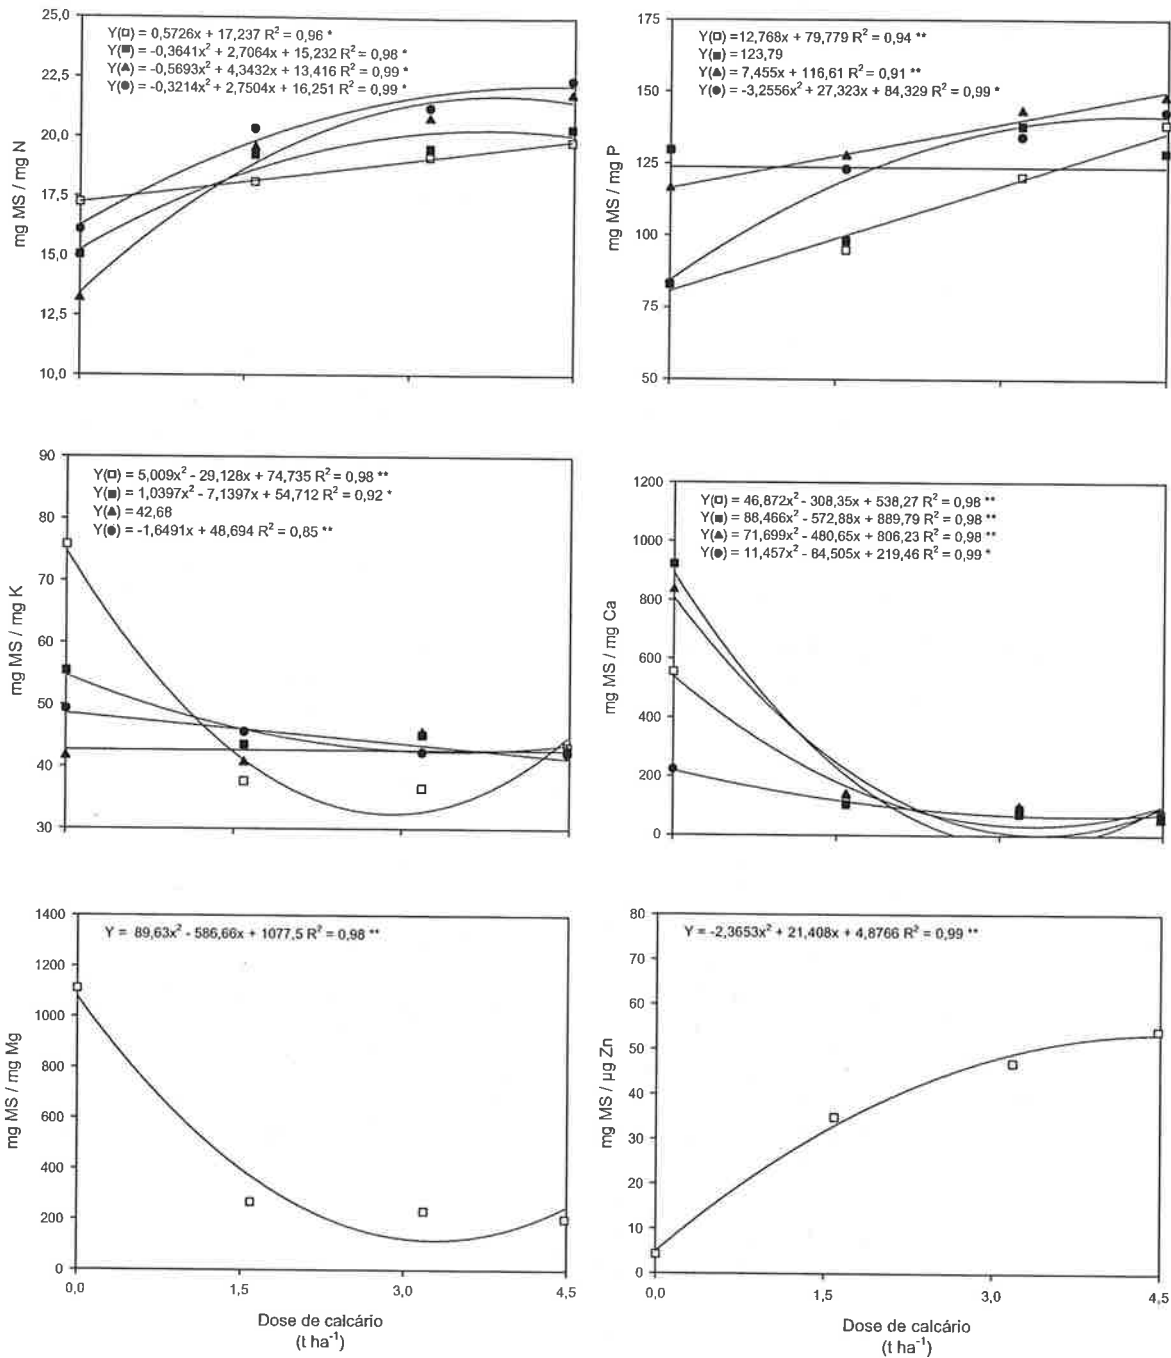 Y(□) = 0,5726x + 17,237 R² = 0,96 *
Y(■) = -0,3641x² + 2,7064x + 15,232 R² = 0,98 *
Y(▲) = -0,5693x² + 4,3432x + 13,416 R² = 0,99 *
Y(●) = -0,3214x² + 2,7504x + 16,251 R² = 0,99 *
25,0
22,5
20,0
17,5
15,0
12,5
10,0
mg MS / mg N
Y(□) =12,768x + 79,779 R² = 0,94 **
Y(■) = 123,79
Y(▲) = 7,455x + 116,61 R² = 0,91 **
Y(●) = -3,2556x² + 27,323x + 84,329 R² = 0,99 *
175
150
125
100
75
50
mg MS / mg P
Y(□) = 5,009x² - 29,128x + 74,735 R² = 0,98 **
Y(■) = 1,0397x² - 7,1397x + 54,712 R² = 0,92 *
Y(▲) = 42,68
Y(●) = -1,6491x + 48,694 R² = 0,85 **
90
80
70
60
50
40
30
mg MS / mg K
Y(□) = 46,872x² - 308,35x + 538,27 R² = 0,98 **
Y(■) = 88,466x² - 572,88x + 889,79 R² = 0,98 **
Y(▲) = 71,699x² - 480,65x + 806,23 R² = 0,98 **
Y(●) = 11,457x² - 84,505x + 219,46 R² = 0,99 *
1200
1000
800
600
400
200
0
mg MS / mg Ca
Y = 89,63x² - 586,66x + 1077,5 R² = 0,98 **
1400
1200
1000
800
600
400
200
0
mg MS / mg Mg
0,0 1,5 3,0 4,5
Dose de calcário
(t ha⁻¹)
Y = -2,3653x² + 21,408x + 4,8766 R² = 0,99 **
80
70
60
50
40
30
20
10
0
mg MS / µg Zn
0,0 1,5 3,0 4,5
Dose de calcário
(t ha⁻¹)